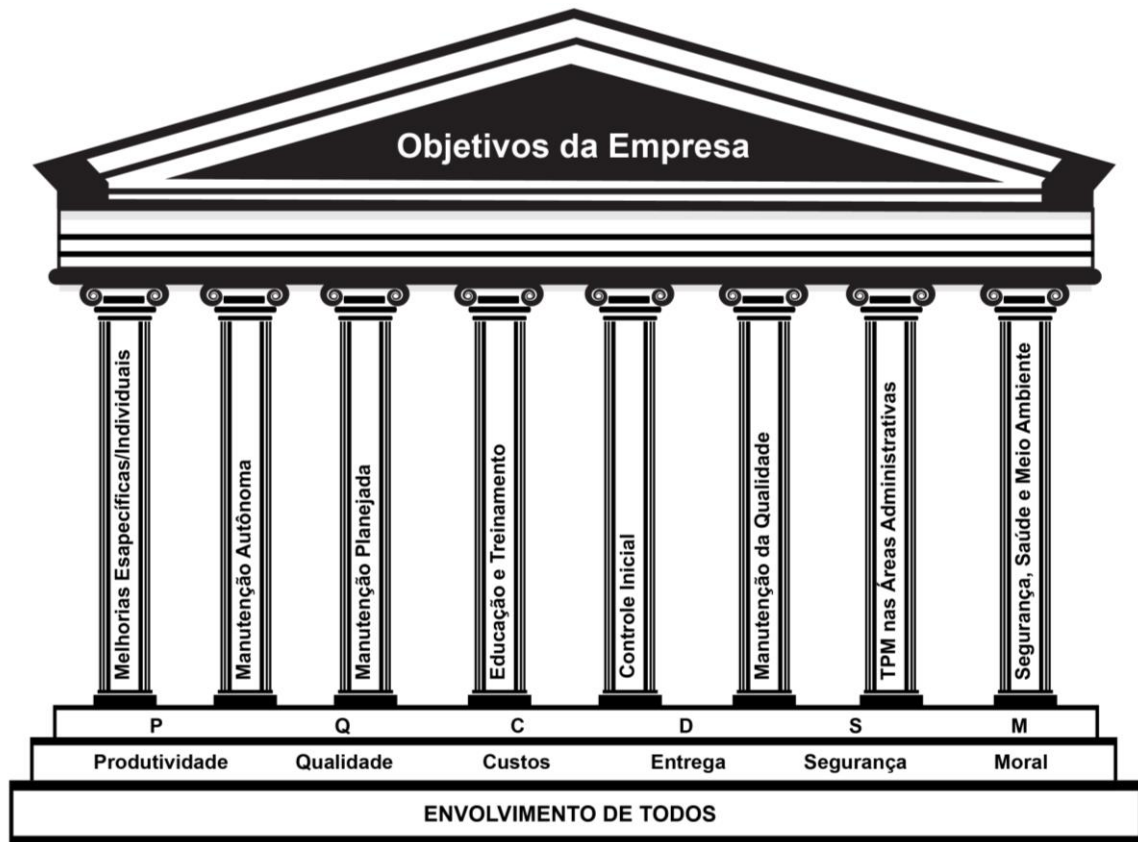 Objetivos da Empresa
Melhorias Esapecíficas/Individuais
Manutenção Autônoma
Manutenção Planejada
Educação e Treinamento
Controle Inicial
Manutenção da Qualidade
TPM nas Áreas Administrativas
Segurança, Saúde e Meio Ambiente
P Q C D S M
Produtividade Qualidade Custos Entrega Segurança Moral
ENVOLVIMENTO DE TODOS